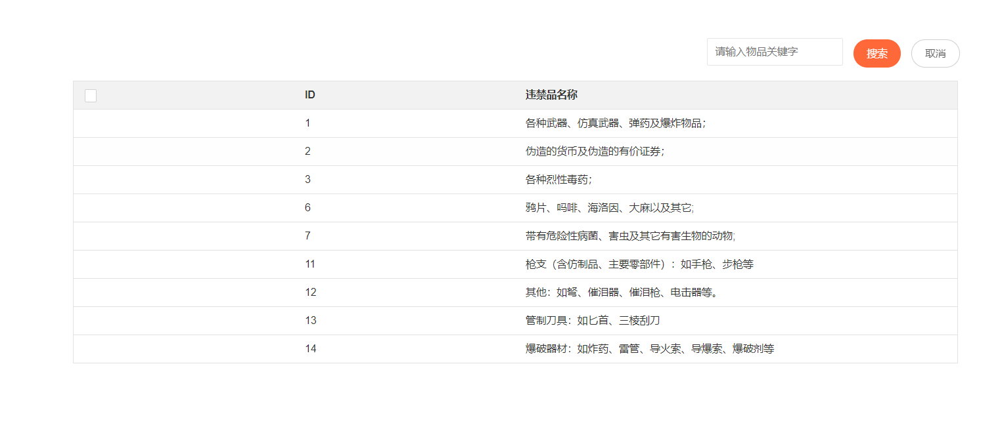 请输入物品关键字 搜索 取消
ID 违禁品名称
1 各种武器、仿真武器、弹药及爆炸物品；
2 伪造的货币及伪造的有价证券；
3 各种烈性毒药；
6 鸦片、吗啡、海洛因、大麻以及其它;
7 带有危险性病菌、害虫及其它有害生物的动物;
11 枪支（含仿制品、主要零部件）：如手枪、步枪等
12 其他：如弩、催泪器、催泪枪、电击器等。
13 管制刀具：如匕首、三棱刮刀
14 爆破器材：如炸药、雷管、导火索、导爆索、爆破剂等